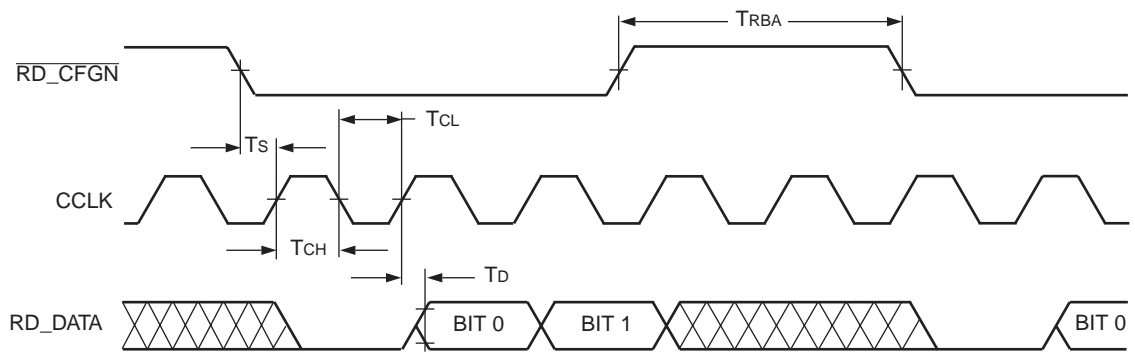 TRBA
RD_CFGN
TCL
TS
CCLK
TCH
TD
RD_DATA
BIT 0
BIT 1
BIT 0